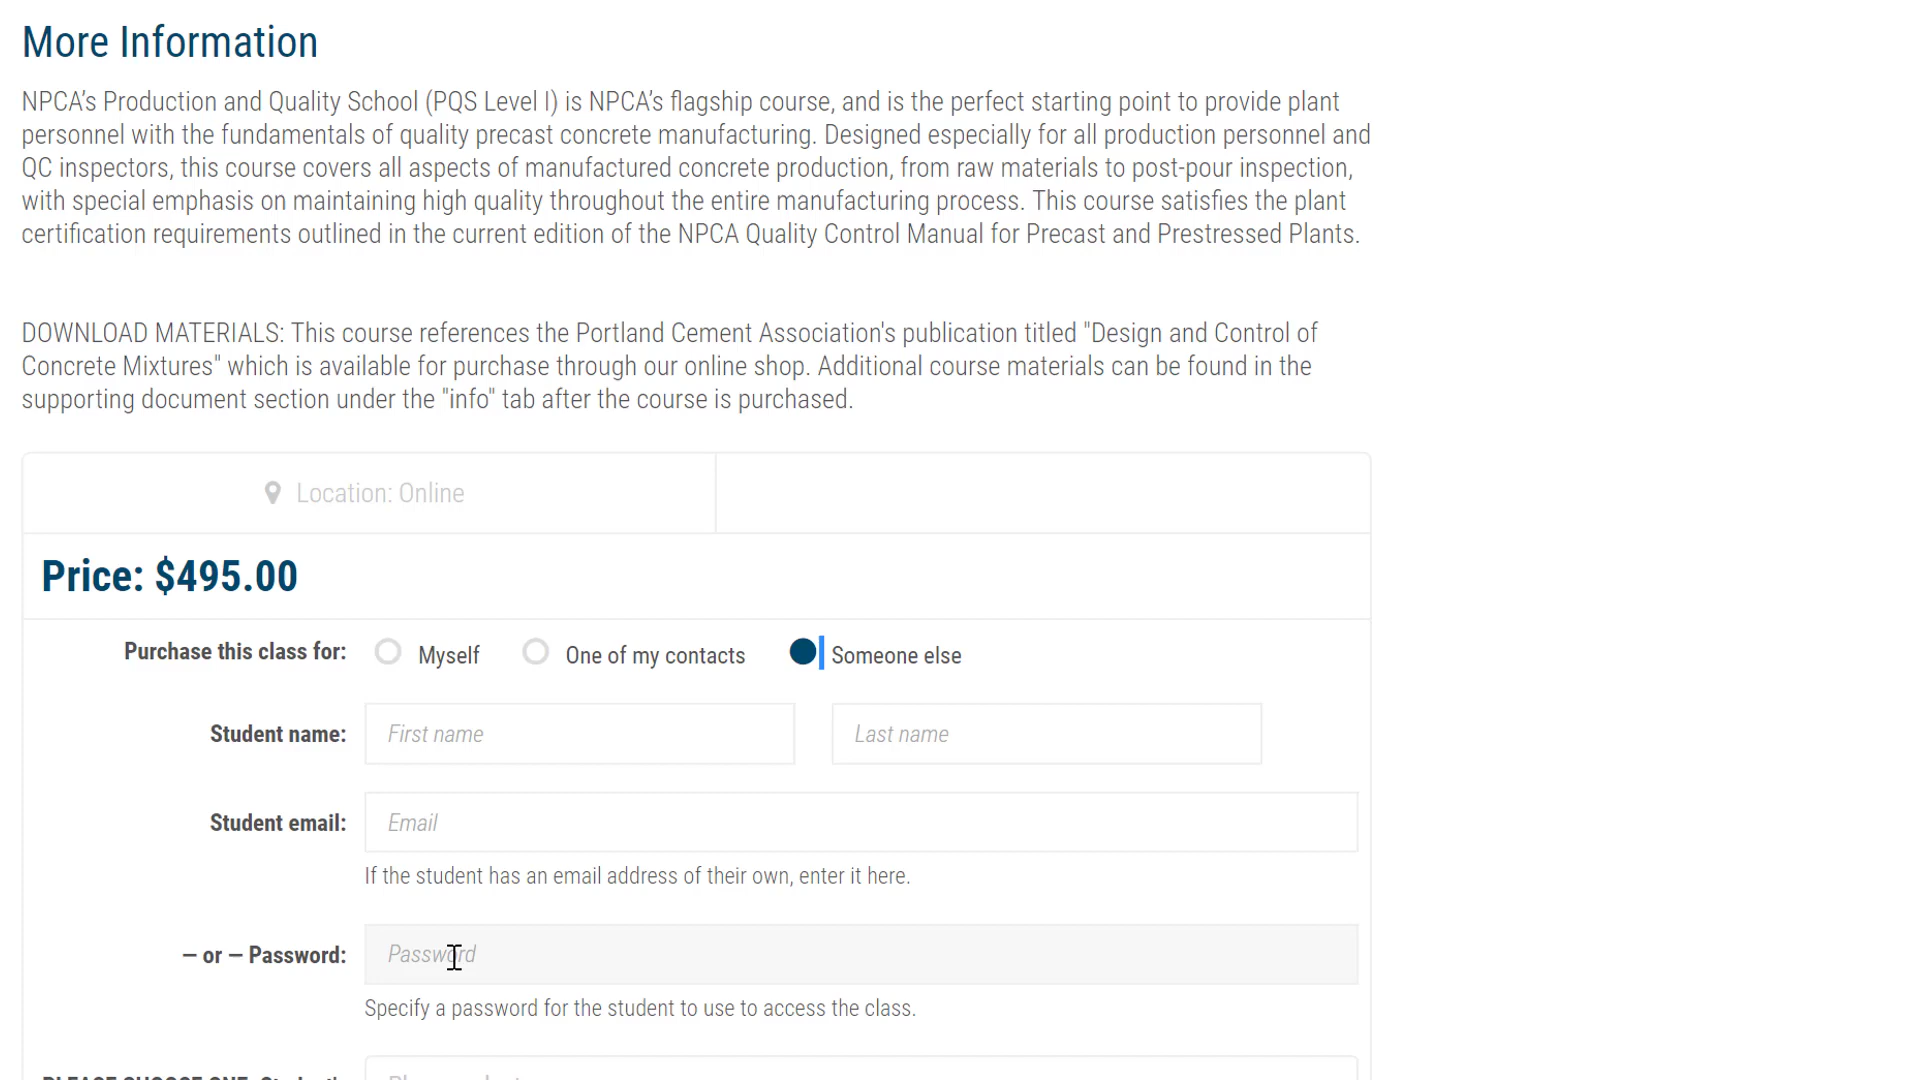 More Information
NPCA’s Production and Quality School (PQS Level I) is NPCA’s flagship course, and is the perfect starting point to provide plant
personnel with the fundamentals of quality precast concrete manufacturing. Designed especially for all production personnel and
QC inspectors, this course covers all aspects of manufactured concrete production, from raw materials to post-pour inspection,
with special emphasis on maintaining high quality throughout the entire manufacturing process. This course satisfies the plant
certification requirements outlined in the current edition of the NPCA Quality Control Manual for Precast and Prestressed Plants.
DOWNLOAD MATERIALS: This course references the Portland Cement Association's publication titled "Design and Control of
Concrete Mixtures" which is available for purchase through our online shop. Additional course materials can be found in the
supporting document section under the "info" tab after the course is purchased.
Location: Online
Price: $495.00
Purchase this class for: Myself One of my contacts Someone else
Student name: First name Last name
Student email: Email
If the student has an email address of their own, enter it here.
– or – Password: Password
Specify a password for the student to use to access the class.
PLEASE CHOOSE ONE: Student's